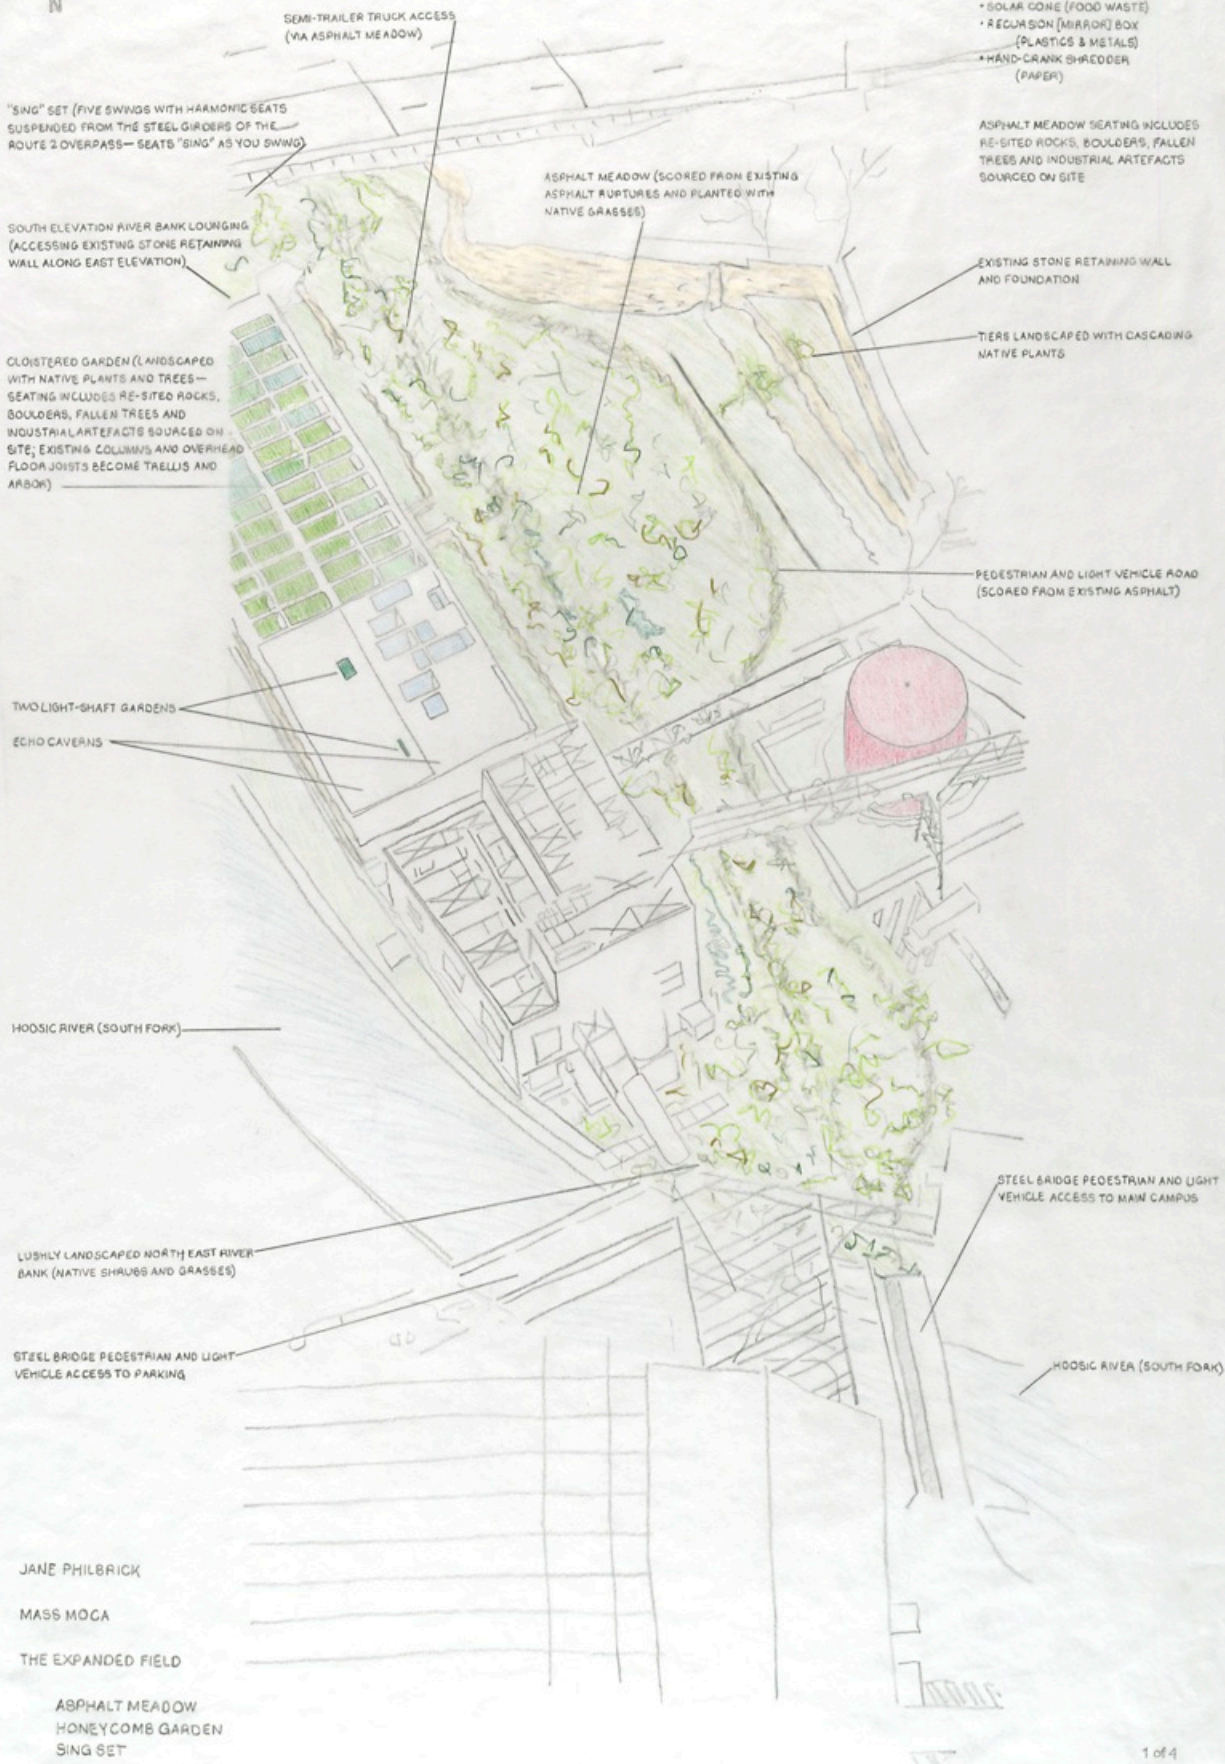 N
SEMI-TRAILER TRUCK ACCESS
(VIA ASPHALT MEADOW)
• SOLAR CONE (FOOD WASTE)
• RECURSION [MIRROR] BOX
(PLASTICS & METALS)
• HAND-CRANK SHREDDER
(PAPER)
"SING" SET (FIVE SWINGS WITH HARMONIC SEATS
SUSPENDED FROM THE STEEL GIRDERS OF THE
ROUTE 2 OVERPASS— SEATS "SING" AS YOU SWING)
ASPHALT MEADOW SEATING INCLUDES
RE-SITED ROCKS, BOULDERS, FALLEN
TREES AND INDUSTRIAL ARTEFACTS
SOURCED ON SITE
ASPHALT MEADOW (SCORED FROM EXISTING
ASPHALT RUPTURES AND PLANTED WITH
NATIVE GRASSES)
SOUTH ELEVATION RIVER BANK LOUNGING
(ACCESSING EXISTING STONE RETAINING
WALL ALONG EAST ELEVATION)
EXISTING STONE RETAINING WALL
AND FOUNDATION
TIERS LANDSCAPED WITH CASCADING
NATIVE PLANTS
CLOISTERED GARDEN (LANDSCAPED
WITH NATIVE PLANTS AND TREES—
SEATING INCLUDES RE-SITED ROCKS,
BOULDERS, FALLEN TREES AND
INDUSTRIAL ARTEFACTS SOURCED ON
SITE; EXISTING COLUMNS AND OVERHEAD
FLOOR JOISTS BECOME TRELLIS AND
ARBOR)
PEDESTRIAN AND LIGHT VEHICLE ROAD
(SCORED FROM EXISTING ASPHALT)
TWO LIGHT-SHAFT GARDENS
ECHO CAVERNS
HOOSIC RIVER (SOUTH FORK)
STEEL BRIDGE PEDESTRIAN AND LIGHT
VEHICLE ACCESS TO MAIN CAMPUS
LUSHLY LANDSCAPED NORTH EAST RIVER
BANK (NATIVE SHRUBS AND GRASSES)
STEEL BRIDGE PEDESTRIAN AND LIGHT
VEHICLE ACCESS TO PARKING
HOOSIC RIVER (SOUTH FORK)
JANE PHILBRICK
MASS MOCA
THE EXPANDED FIELD
ASPHALT MEADOW
HONEYCOMB GARDEN
SING SET
1 of 4